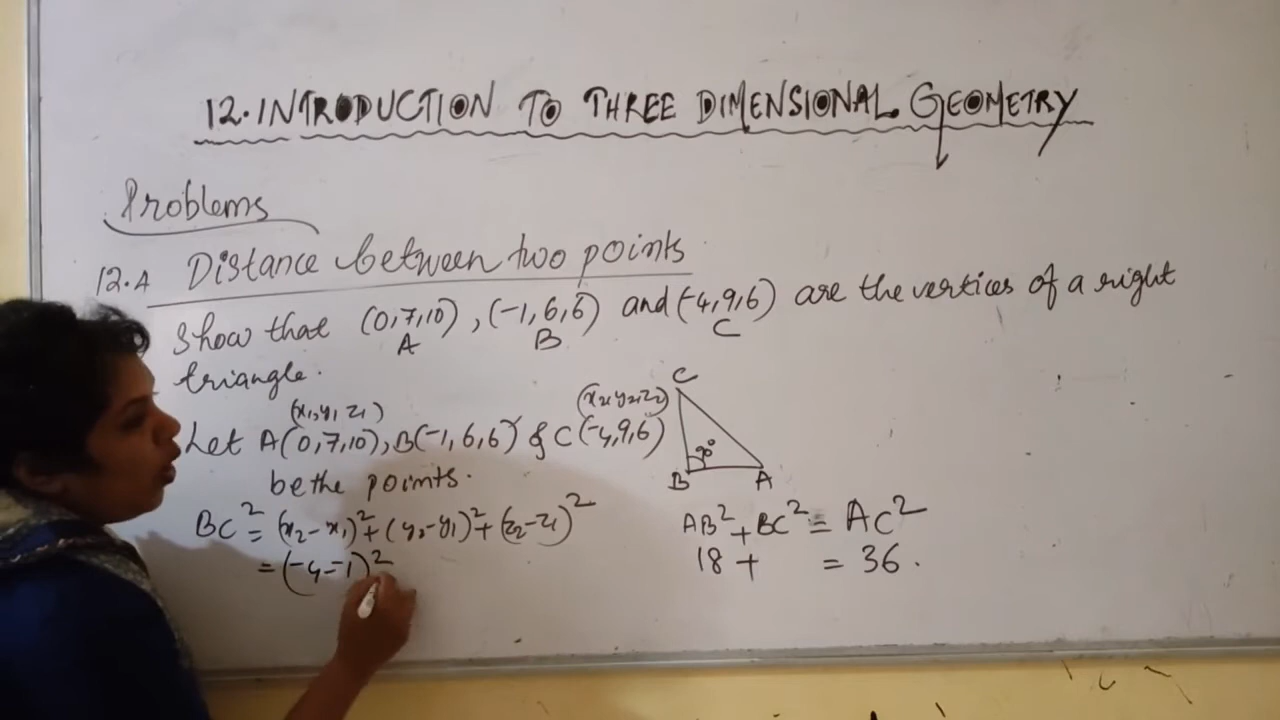 12. INTRODUCTION TO THREE DIMENSIONAL GEOMETRY
Problems
12.A Distance between two points
Show that (0,7,10), (-1,6,6) and (-4,9,6) are the vertices of a right
A B C
triangle.
(x₁,y₁ z₁) (x₂,y₂,z₂)
Let A(0,7,10), B(-1,6,6) & C(-4,9,6)
be the points.
BC² = (x₂-x₁)²+(y₂-y₁)²+(z₂-z₁)²
= (-4--1)²
C
90°
B A
AB²+BC² = AC²
18 + = 36.